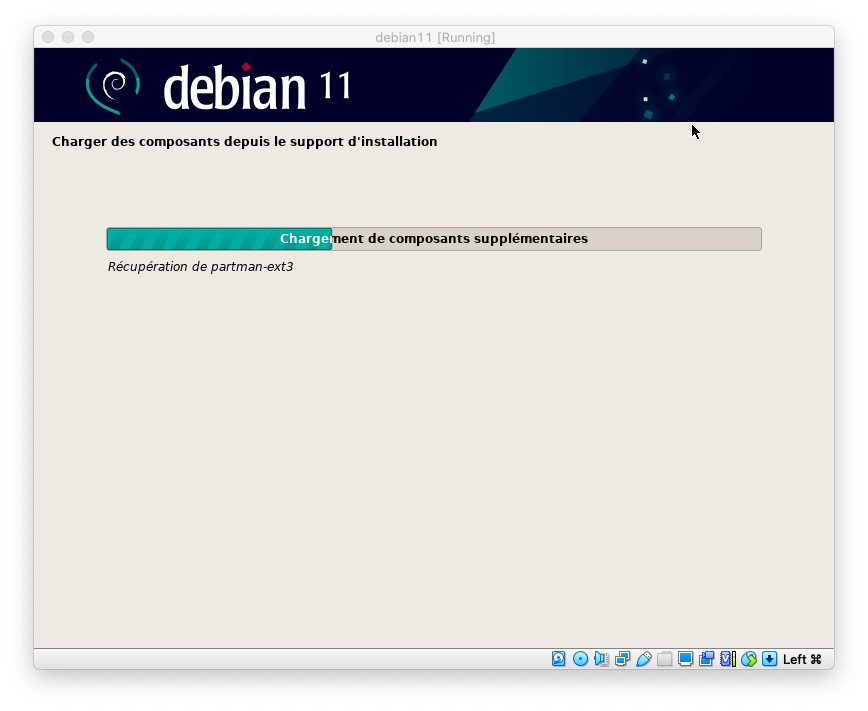 debian11 [Running]
debian 11
Charger des composants depuis le support d'installation
Chargement de composants supplémentaires
Récupération de partman-ext3
Left ⌘